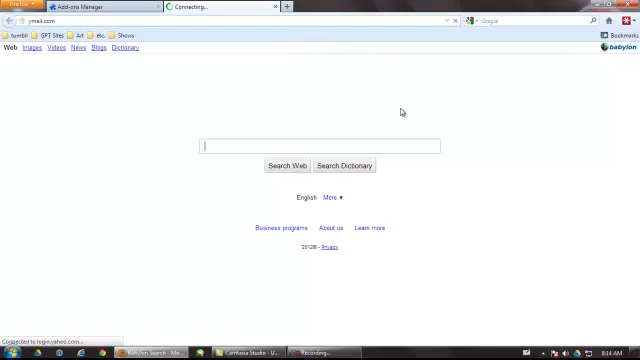 Firefox
Add-ons Manager
Connecting...
ymail.com
Google
tumblr GPT Sites Art etc. Shows
Bookmarks
Web Images Videos News Blogs Dictionary
babylon
Search Web Search Dictionary
English More ▼
Business programs About us Learn more
2012® - Privacy
Connected to login.yahoo.com...
Babylon Search - Mo...
Camtasia Studio - U...
Recording...
8:14 AM